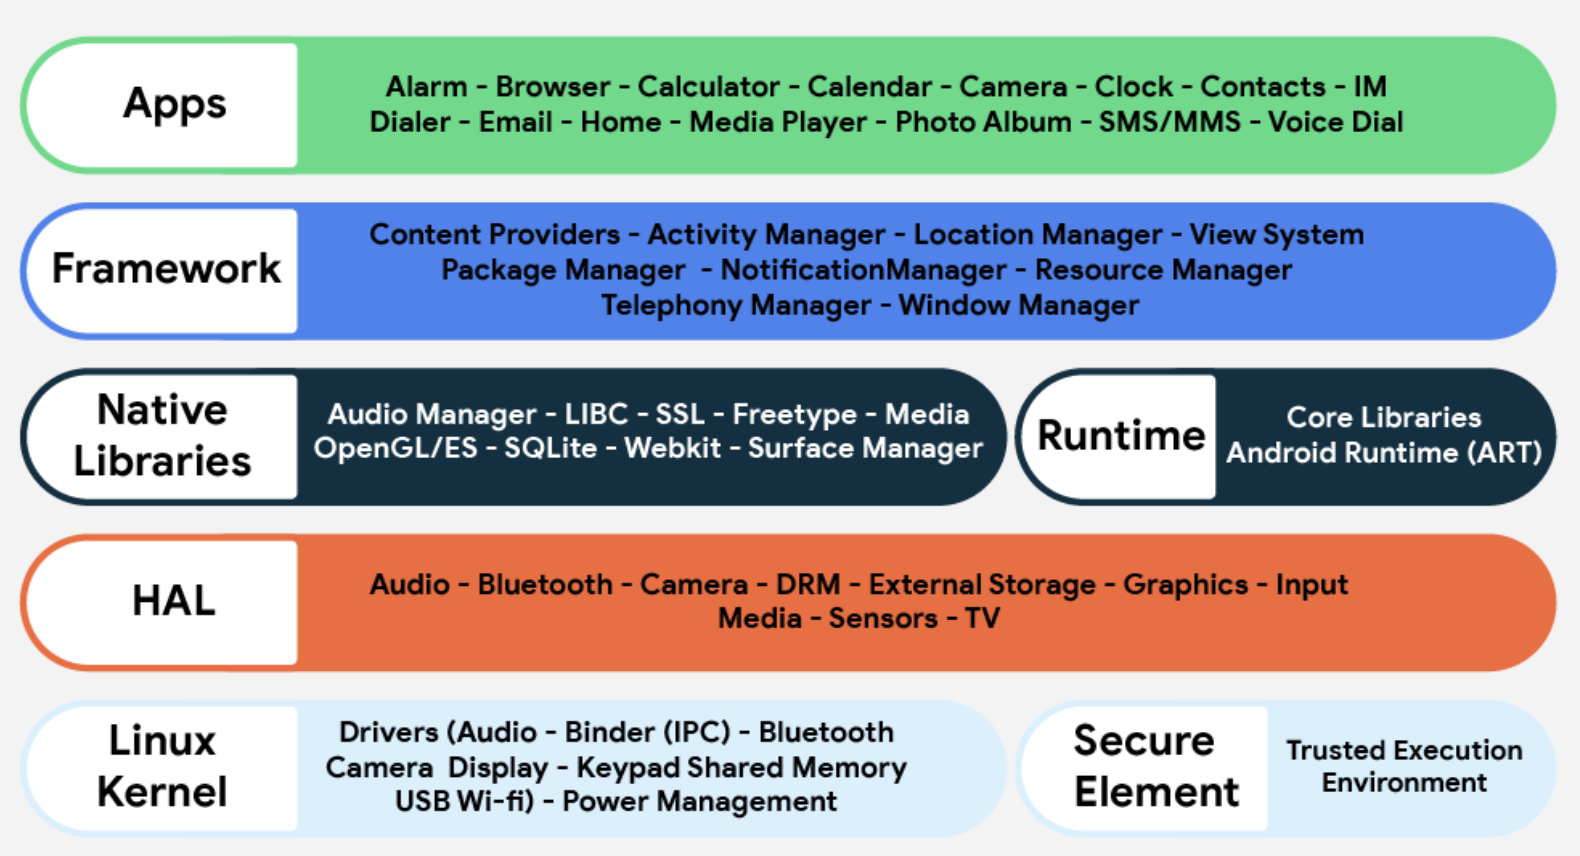 Apps
Alarm - Browser - Calculator - Calendar - Camera - Clock - Contacts - IM
Dialer - Email - Home - Media Player - Photo Album - SMS/MMS - Voice Dial
Framework
Content Providers - Activity Manager - Location Manager - View System
Package Manager  - NotificationManager - Resource Manager
Telephony Manager - Window Manager
Native
Libraries
Audio Manager - LIBC - SSL - Freetype - Media
OpenGL/ES - SQLite - Webkit - Surface Manager
Runtime
Core Libraries
Android Runtime (ART)
HAL
Audio - Bluetooth - Camera - DRM - External Storage - Graphics - Input
Media - Sensors - TV
Linux
Kernel
Drivers (Audio - Binder (IPC) - Bluetooth
Camera  Display - Keypad Shared Memory
USB Wi-fi) - Power Management
Secure
Element
Trusted Execution
Environment